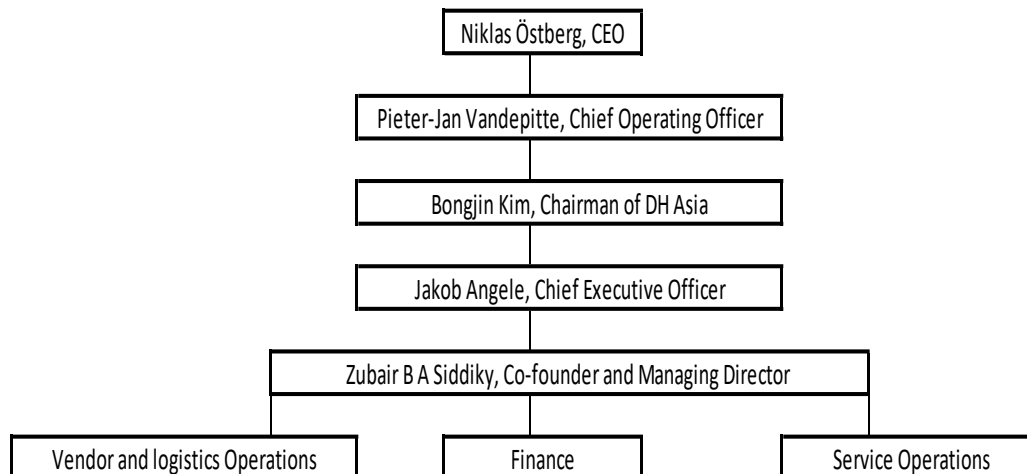 Niklas Östberg, CEO
Pieter-Jan Vandepitte, Chief Operating Officer
Bongjin Kim, Chairman of DH Asia
Jakob Angele, Chief Executive Officer
Zubair B A Siddiky, Co-founder and Managing Director
Vendor and logistics Operations
Finance
Service Operations